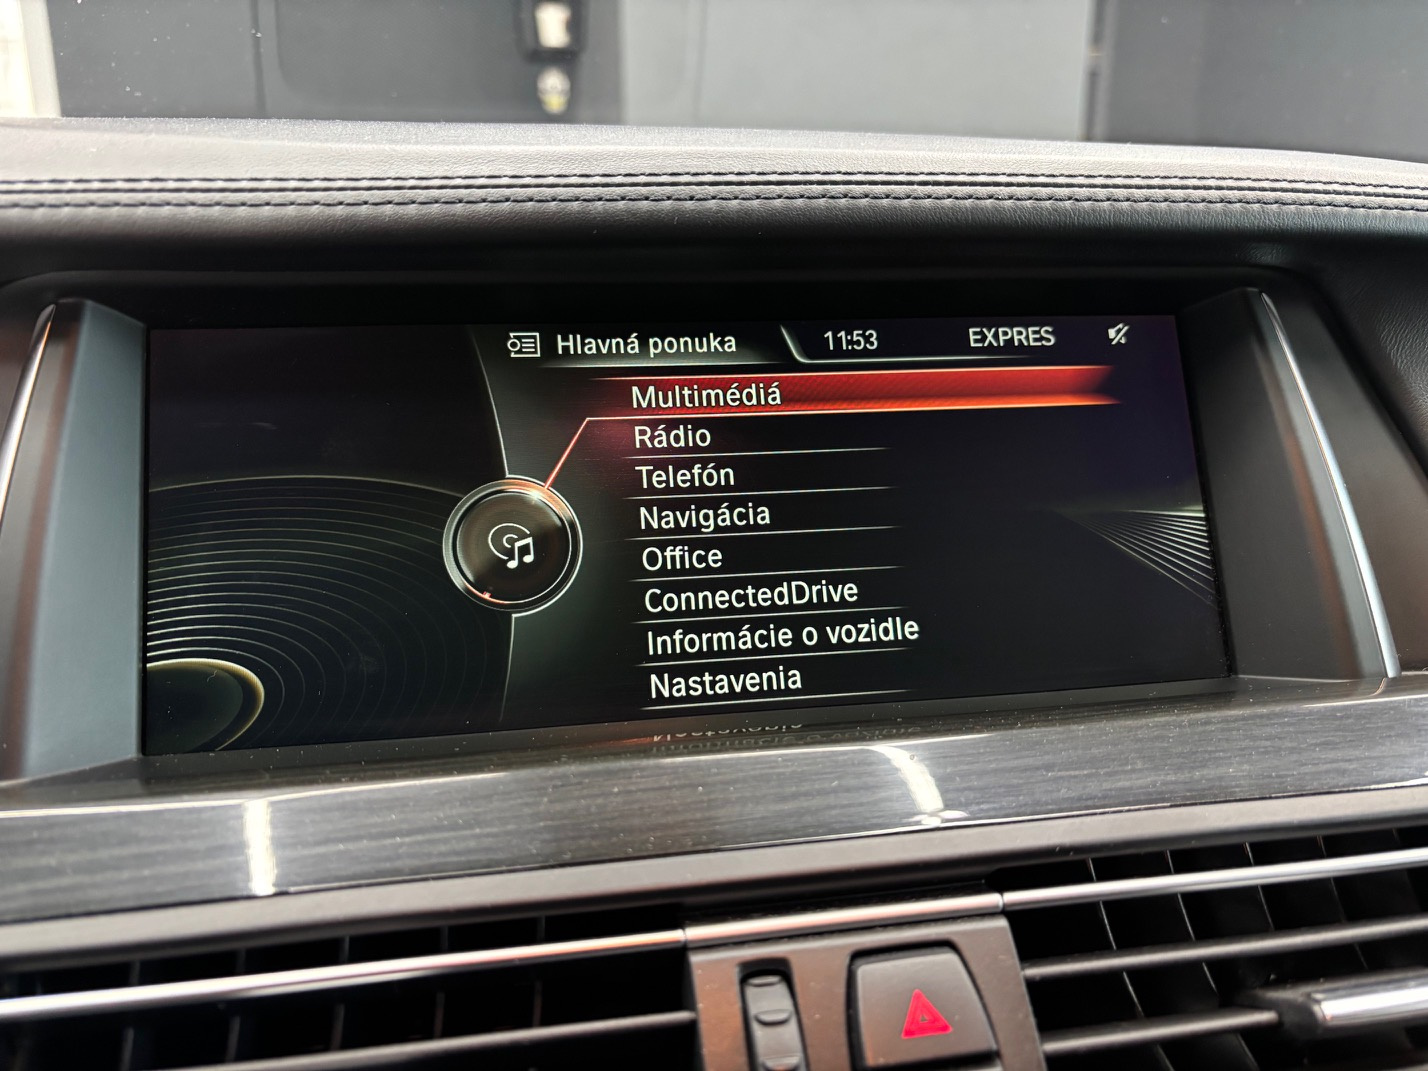 Hlavná ponuka 11:53 EXPRES
Multimédiá
Rádio
Telefón
Navigácia
Office
ConnectedDrive
Informácie o vozidle
Nastavenia